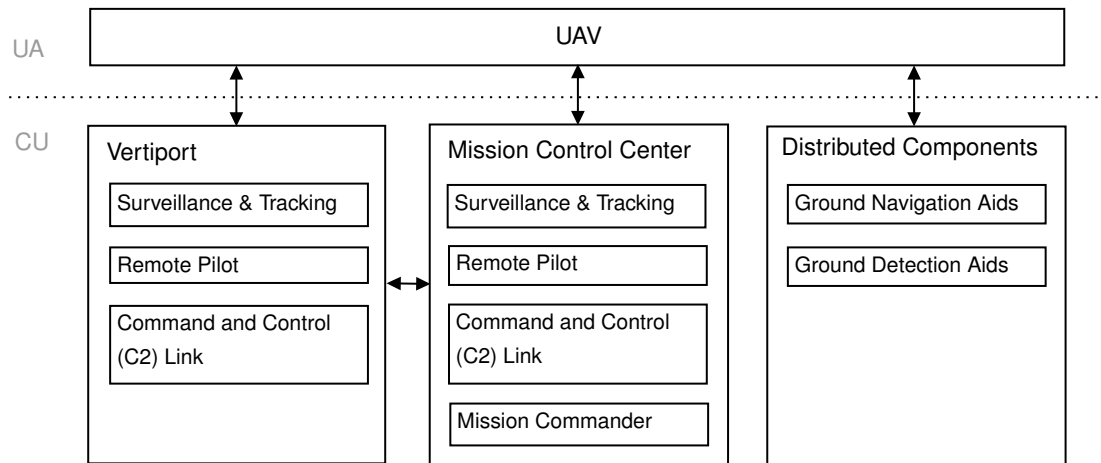 UA
UAV
CU
Vertiport
Surveillance & Tracking
Remote Pilot
Command and Control
(C2) Link
Mission Control Center
Surveillance & Tracking
Remote Pilot
Command and Control
(C2) Link
Mission Commander
Distributed Components
Ground Navigation Aids
Ground Detection Aids